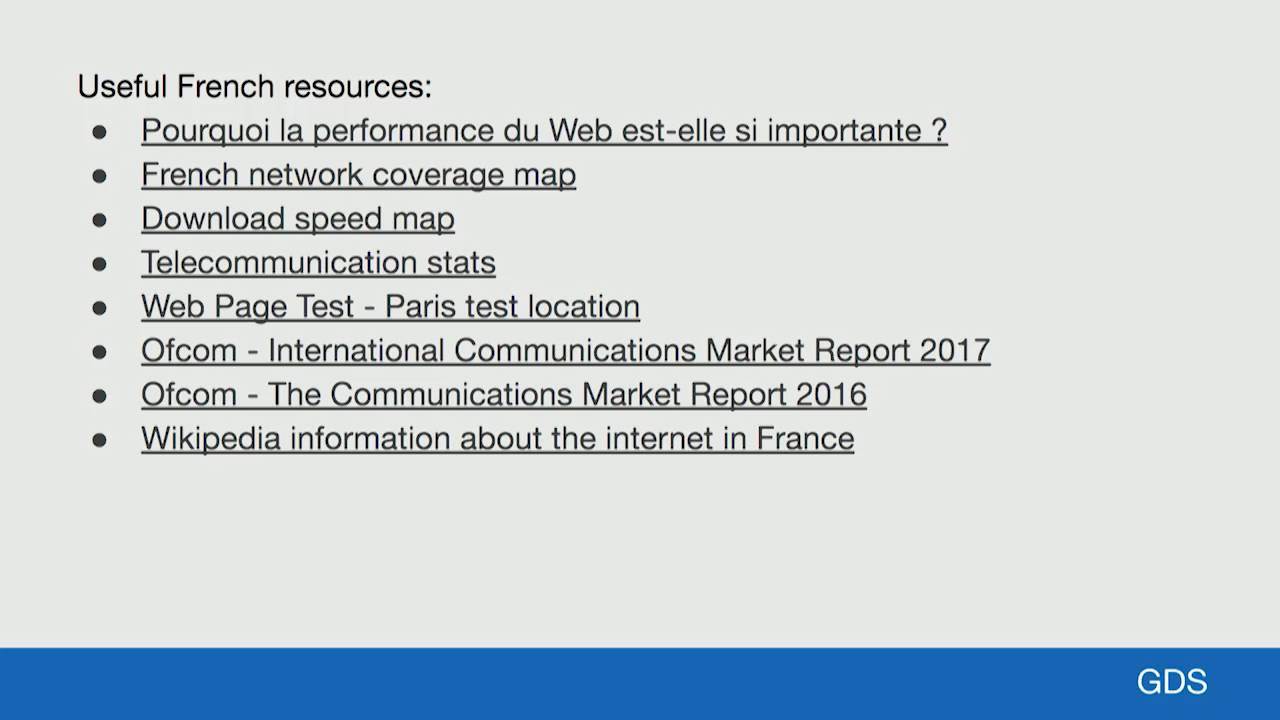 Useful French resources:
● Pourquoi la performance du Web est-elle si importante ?
● French network coverage map
● Download speed map
● Telecommunication stats
● Web Page Test - Paris test location
● Ofcom - International Communications Market Report 2017
● Ofcom - The Communications Market Report 2016
● Wikipedia information about the internet in France
GDS